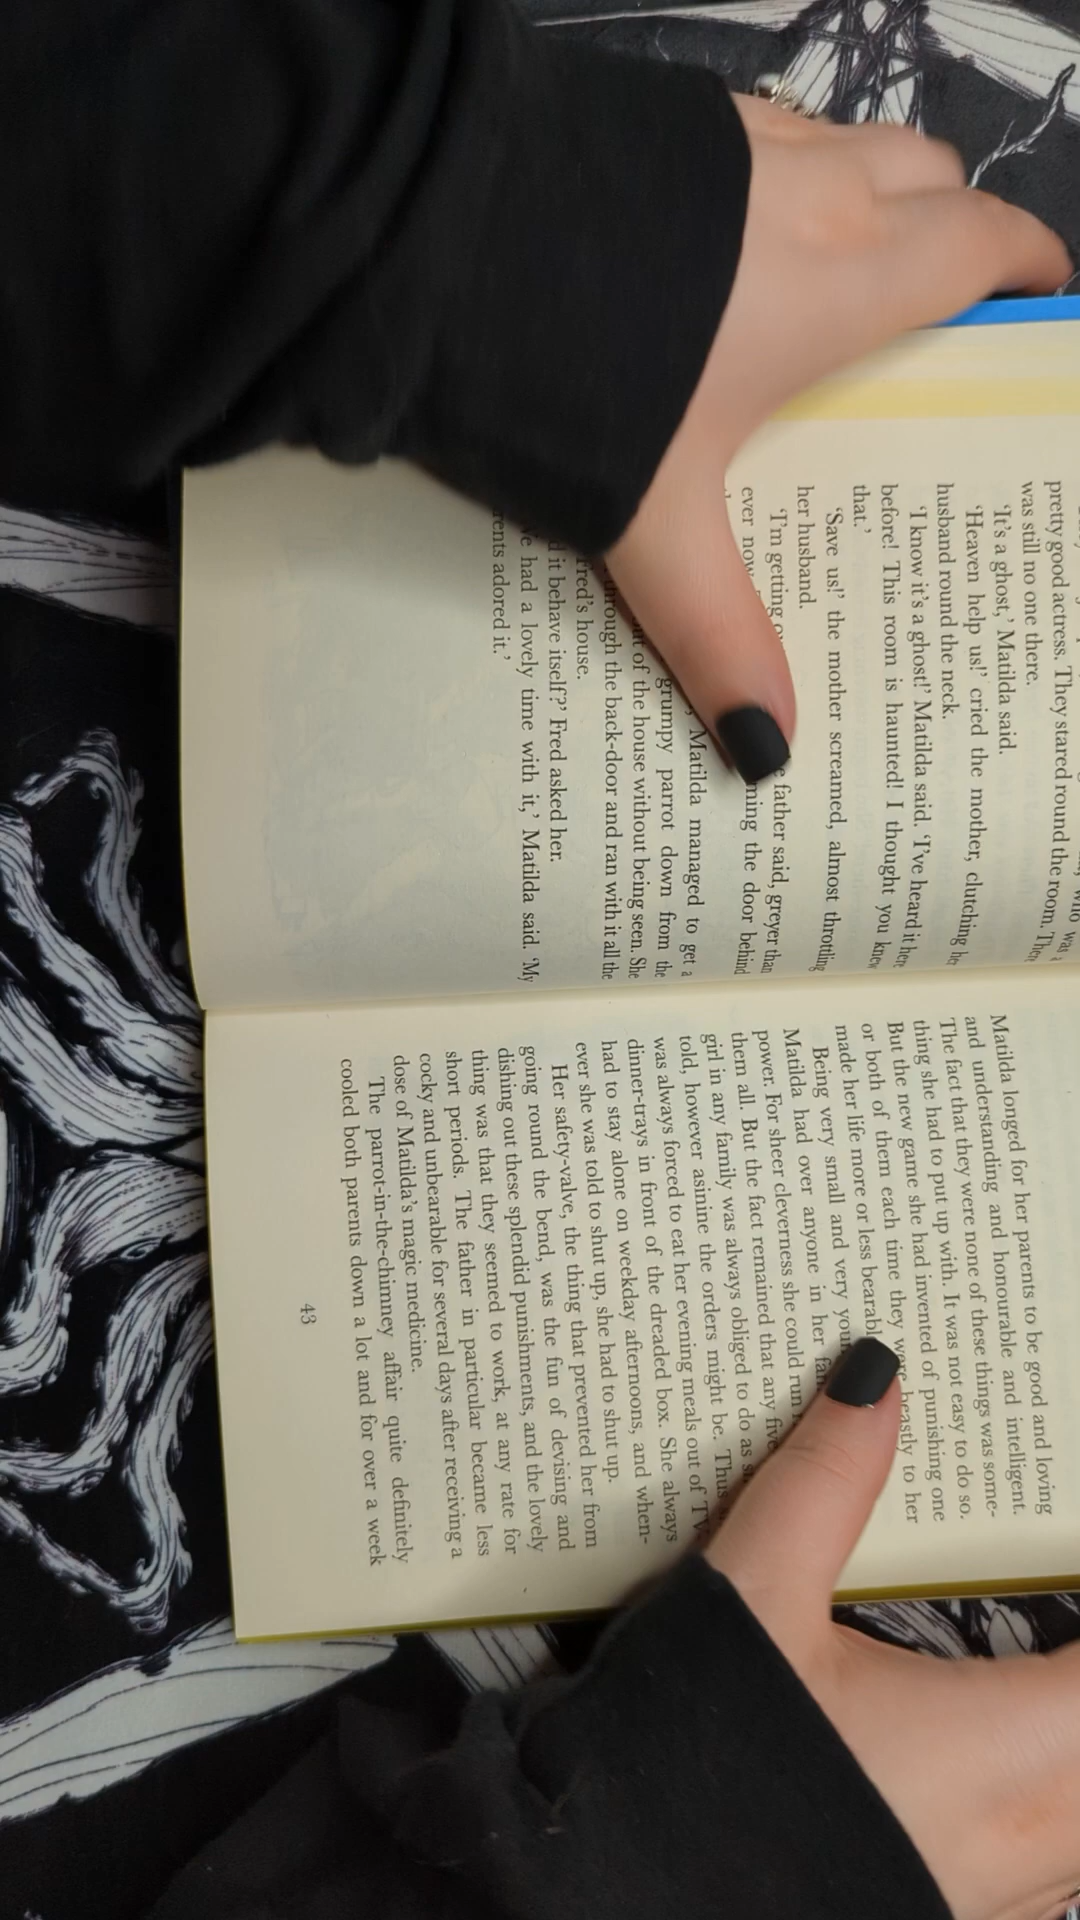 pretty good actress. They stared round the room. There
was still no one there.
‘It’s a ghost,’ Matilda said.
‘Heaven help us!’ cried the mother, clutching her
husband round the neck.
‘I know it’s a ghost!’ Matilda said. ‘I’ve heard it here
before! This room is haunted! I thought you knew
that.’
‘Save us!’ the mother screamed, almost throttling
her husband.
‘I’m getting father said, greyer than
ever now the door behind
Matilda managed to get a
grumpy parrot down from the
out of the house without being seen. She
through the back-door and ran with it all the
Fred’s house.
it behave itself?’ Fred asked her.
had a lovely time with it,’ Matilda said. ‘My
adored it.’
Matilda longed for her parents to be good and loving
and understanding and honourable and intelligent.
The fact that they were none of these things was some-
thing she had to put up with. It was not easy to do so.
But the new game she had invented of punishing one
or both of them each time they were beastly to her
made her life more or less bearable
Being very small and very young
Matilda had over anyone in her
power. For sheer cleverness she could run
them all. But the fact remained that any five
girl in any family was always obliged to do as
told, however asinine the orders might be. Thus
was always forced to eat her evening meals out of TV-
dinner-trays in front of the dreaded box. She always
had to stay alone on weekday afternoons, and when-
ever she was told to shut up, she had to shut up.
Her safety-valve, the thing that prevented her from
going round the bend, was the fun of devising and
dishing out these splendid punishments, and the lovely
thing was that they seemed to work, at any rate for
short periods. The father in particular became less
cocky and unbearable for several days after receiving a
dose of Matilda’s magic medicine.
The parrot-in-the-chimney affair quite definitely
cooled both parents down a lot and for over a week
43